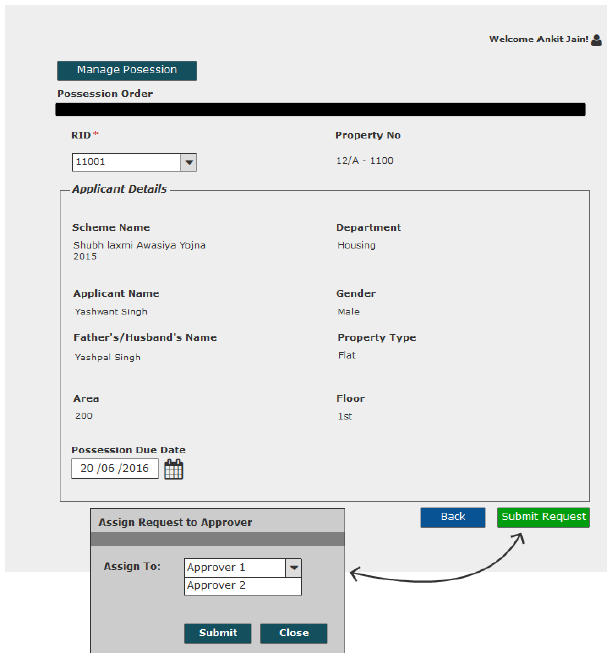 Welcome Ankit Jain!
Manage Posession
Possession Order
RID*
Property No
11001
12/A - 1100
Applicant Details
Scheme Name
Department
Shubh laxmi Awasiya Yojna
2015
Housing
Applicant Name
Gender
Yashwant Singh
Male
Father's/Husband's Name
Property Type
Yashpal Singh
Flat
Area
Floor
200
1st
Possession Due Date
20 /06 /2016
Back
Submit Request
Assign Request to Approver
Assign To:
Approver 1
Approver 2
Submit
Close